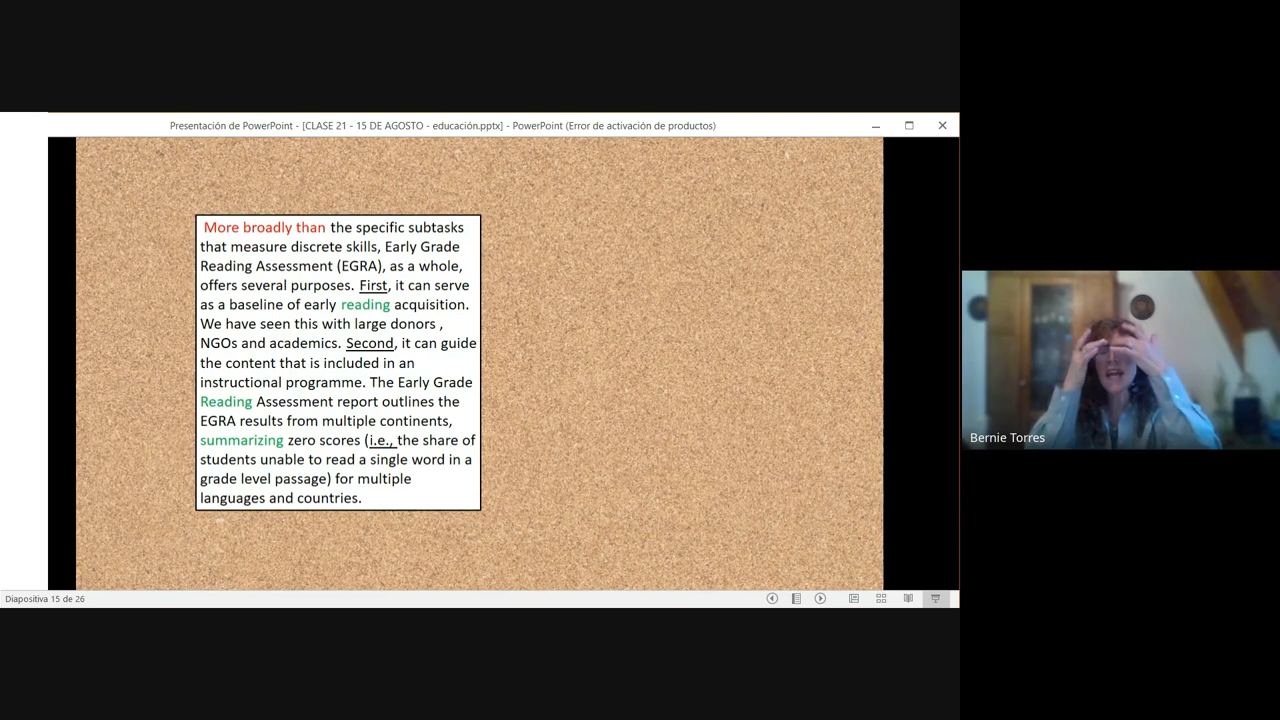 Presentación de PowerPoint - [CLASE 21 - 15 DE AGOSTO - educación.pptx] - PowerPoint (Error de activación de productos)
More broadly than the specific subtasks
that measure discrete skills, Early Grade
Reading Assessment (EGRA), as a whole,
offers several purposes. First, it can serve
as a baseline of early reading acquisition.
We have seen this with large donors ,
NGOs and academics. Second, it can guide
the content that is included in an
instructional programme. The Early Grade
Reading Assessment report outlines the
EGRA results from multiple continents,
summarizing zero scores (i.e., the share of
students unable to read a single word in a
grade level passage) for multiple
languages and countries.
Bernie Torres
Diapositiva 15 de 26